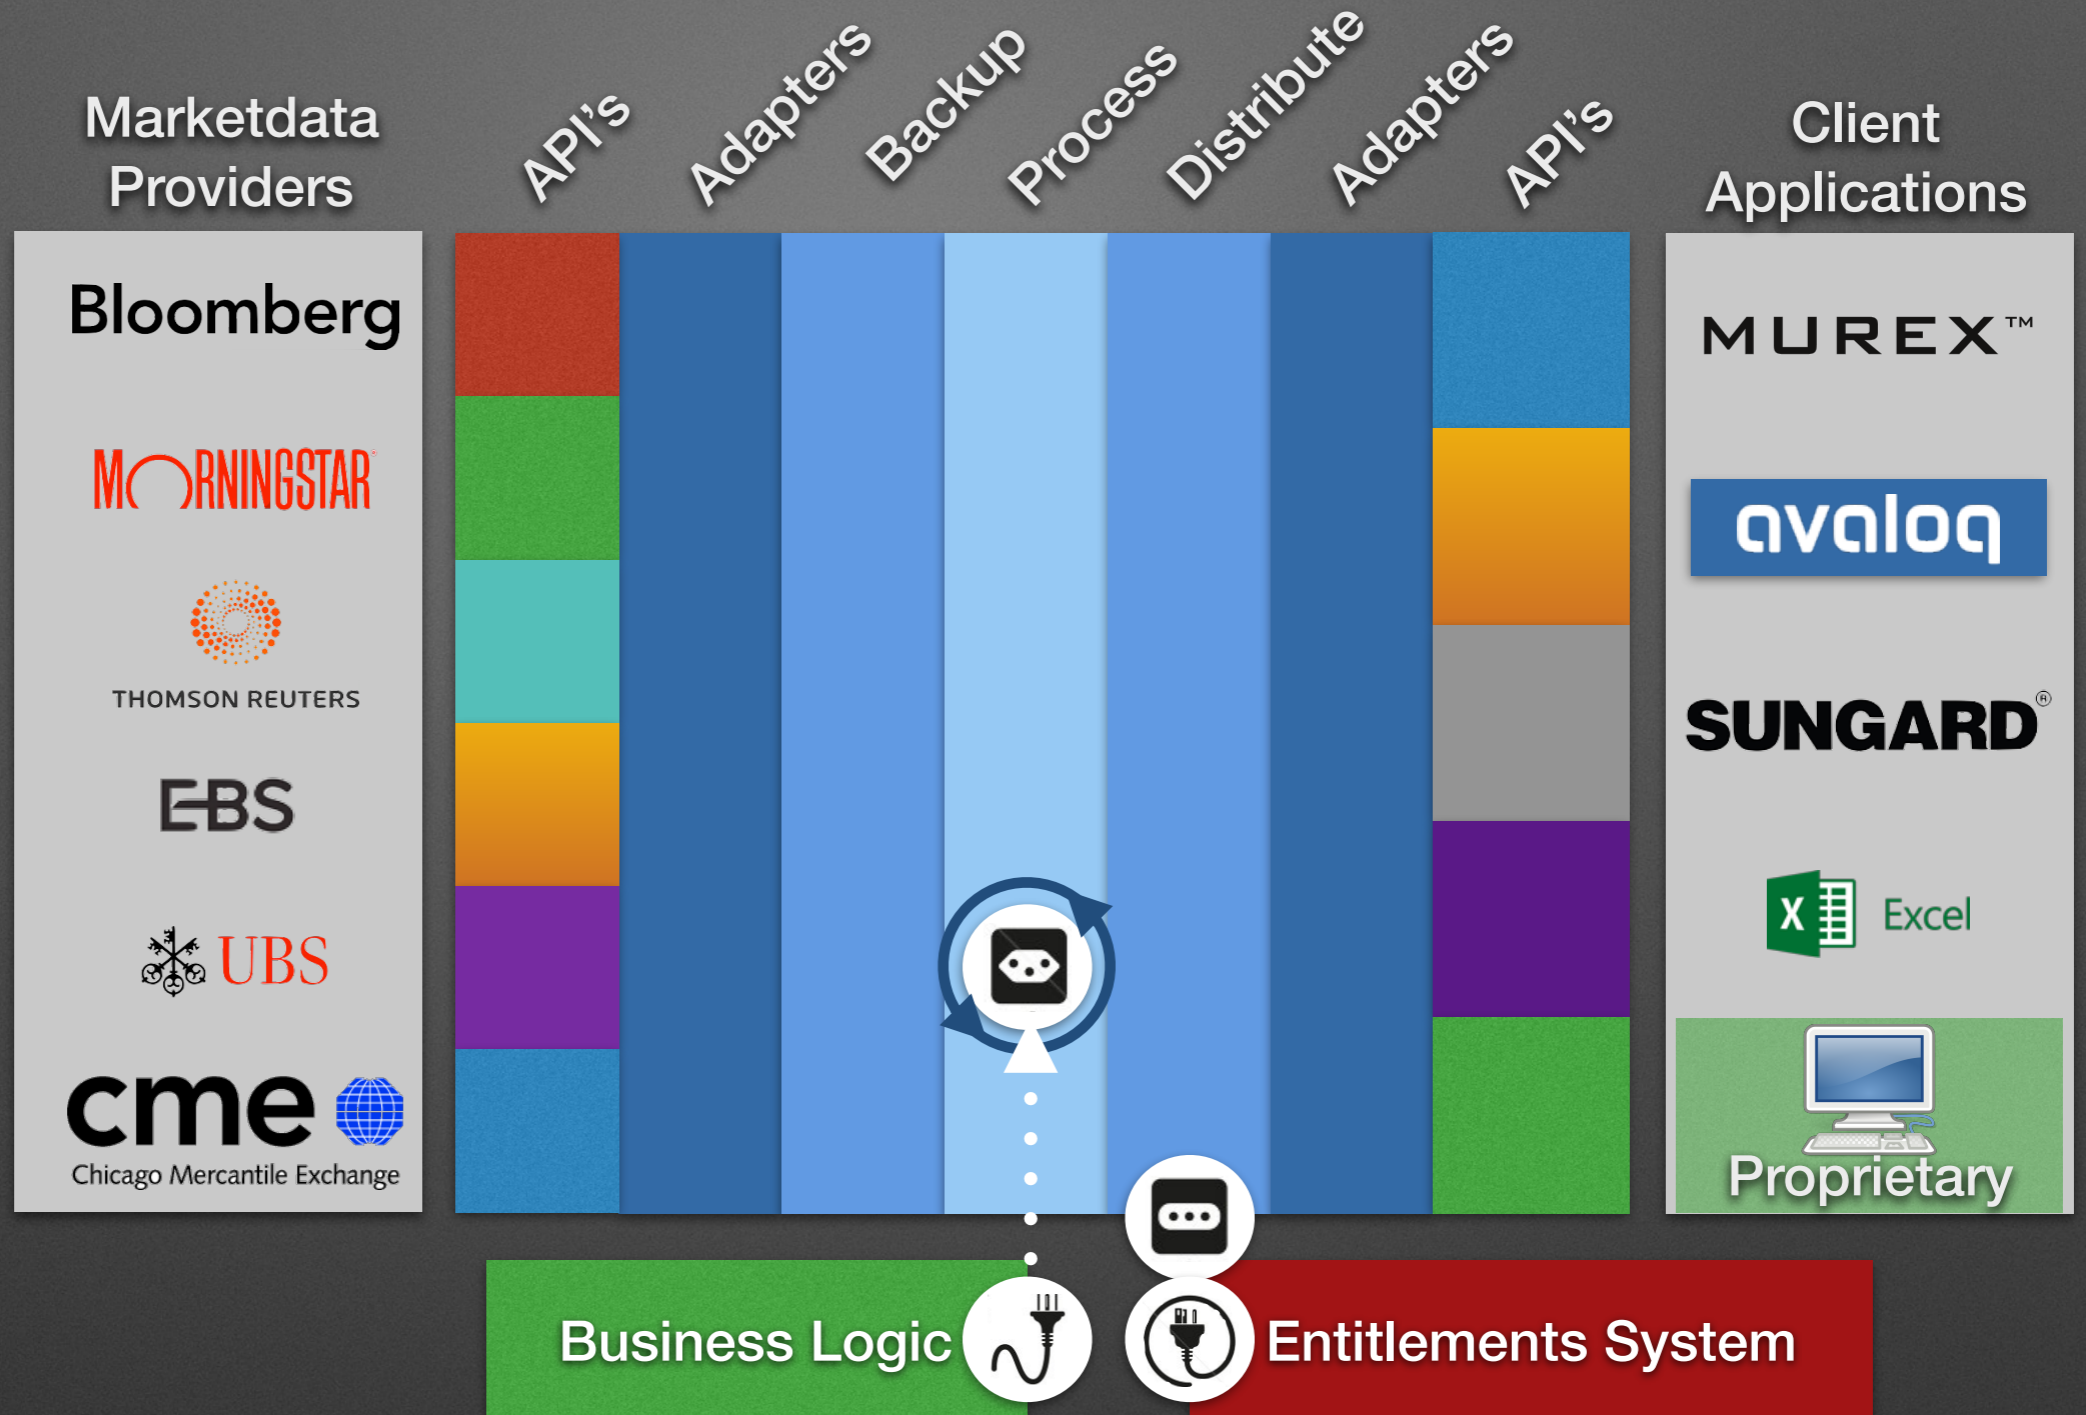 Marketdata
Providers
API's
Adapters
Backup
Process
Distribute
Adapters
API's
Client
Applications
Bloomberg
MORNINGSTAR®
THOMSON REUTERS
EBS
UBS
cme
Chicago Mercantile Exchange
MUREX™
avaloq
SUNGARD®
X Excel
Proprietary
Business Logic
Entitlements System